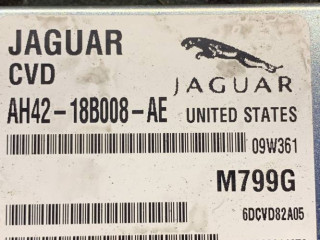 JAGUAR
CVD
JAGUAR
AH42-18B008-AE UNITED STATES
09W361
M799G
6DCVD82A05